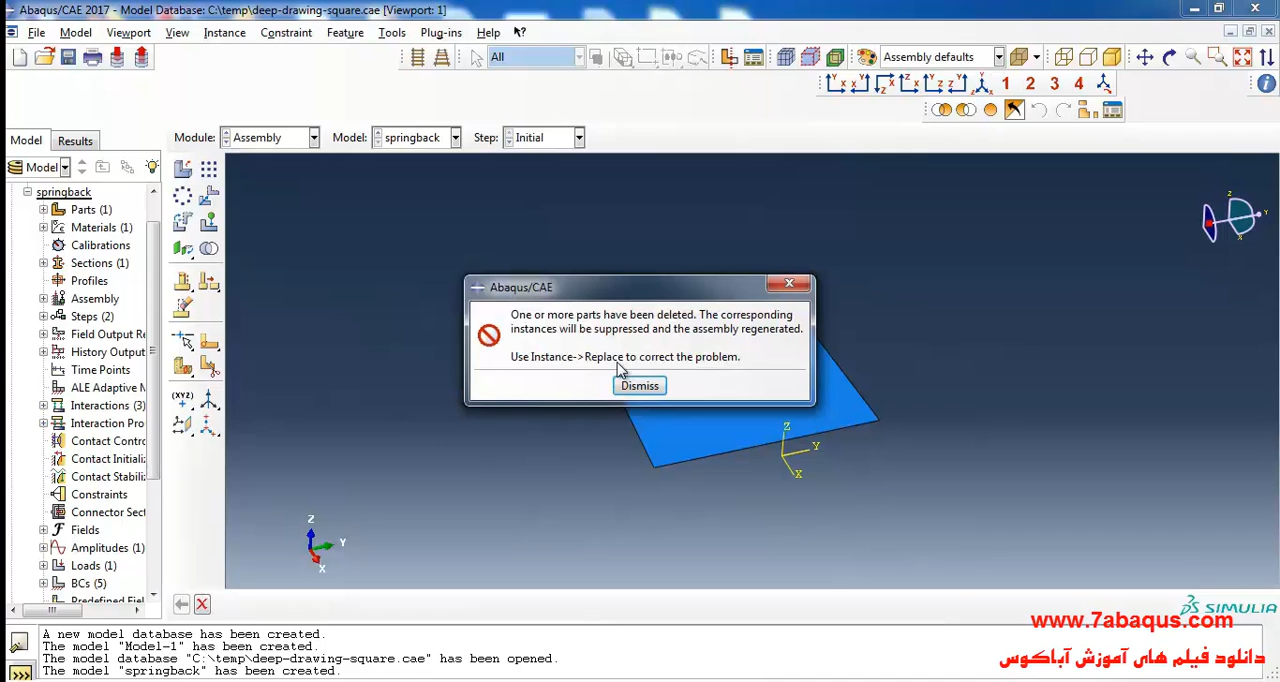 Abaqus/CAE 2017 - Model Database: C:\temp\deep-drawing-square.cae [Viewport: 1]
File Model Viewport View Instance Constraint Feature Tools Plug-ins Help
All
Assembly defaults
1 2 3 4
Model Results
Module: Assembly Model: springback Step: Initial
Model
springback
Parts (1)
Materials (1)
Calibrations
Sections (1)
Profiles
Assembly
Steps (2)
Field Output R
History Output
Time Points
ALE Adaptive M
Interactions (3)
Interaction Pro
Contact Contro
Contact Initializ
Contact Stabiliz
Constraints
Connector Sect
Fields
Amplitudes (1)
Loads (1)
BCs (5)
Predefined Fiel
Abaqus/CAE
One or more parts have been deleted. The corresponding
instances will be suppressed and the assembly regenerated.
Use Instance->Replace to correct the problem.
Dismiss
Z
Y
X
Z
Y
X
Z
Y
X
(XYZ)
SIMULIA
www.7abaqus.com
دانلود فیلم های آموزش آباکوس
A new model database has been created.
The model "Model-1" has been created.
The model database "C:\temp\deep-drawing-square.cae" has been opened.
The model "springback" has been created.